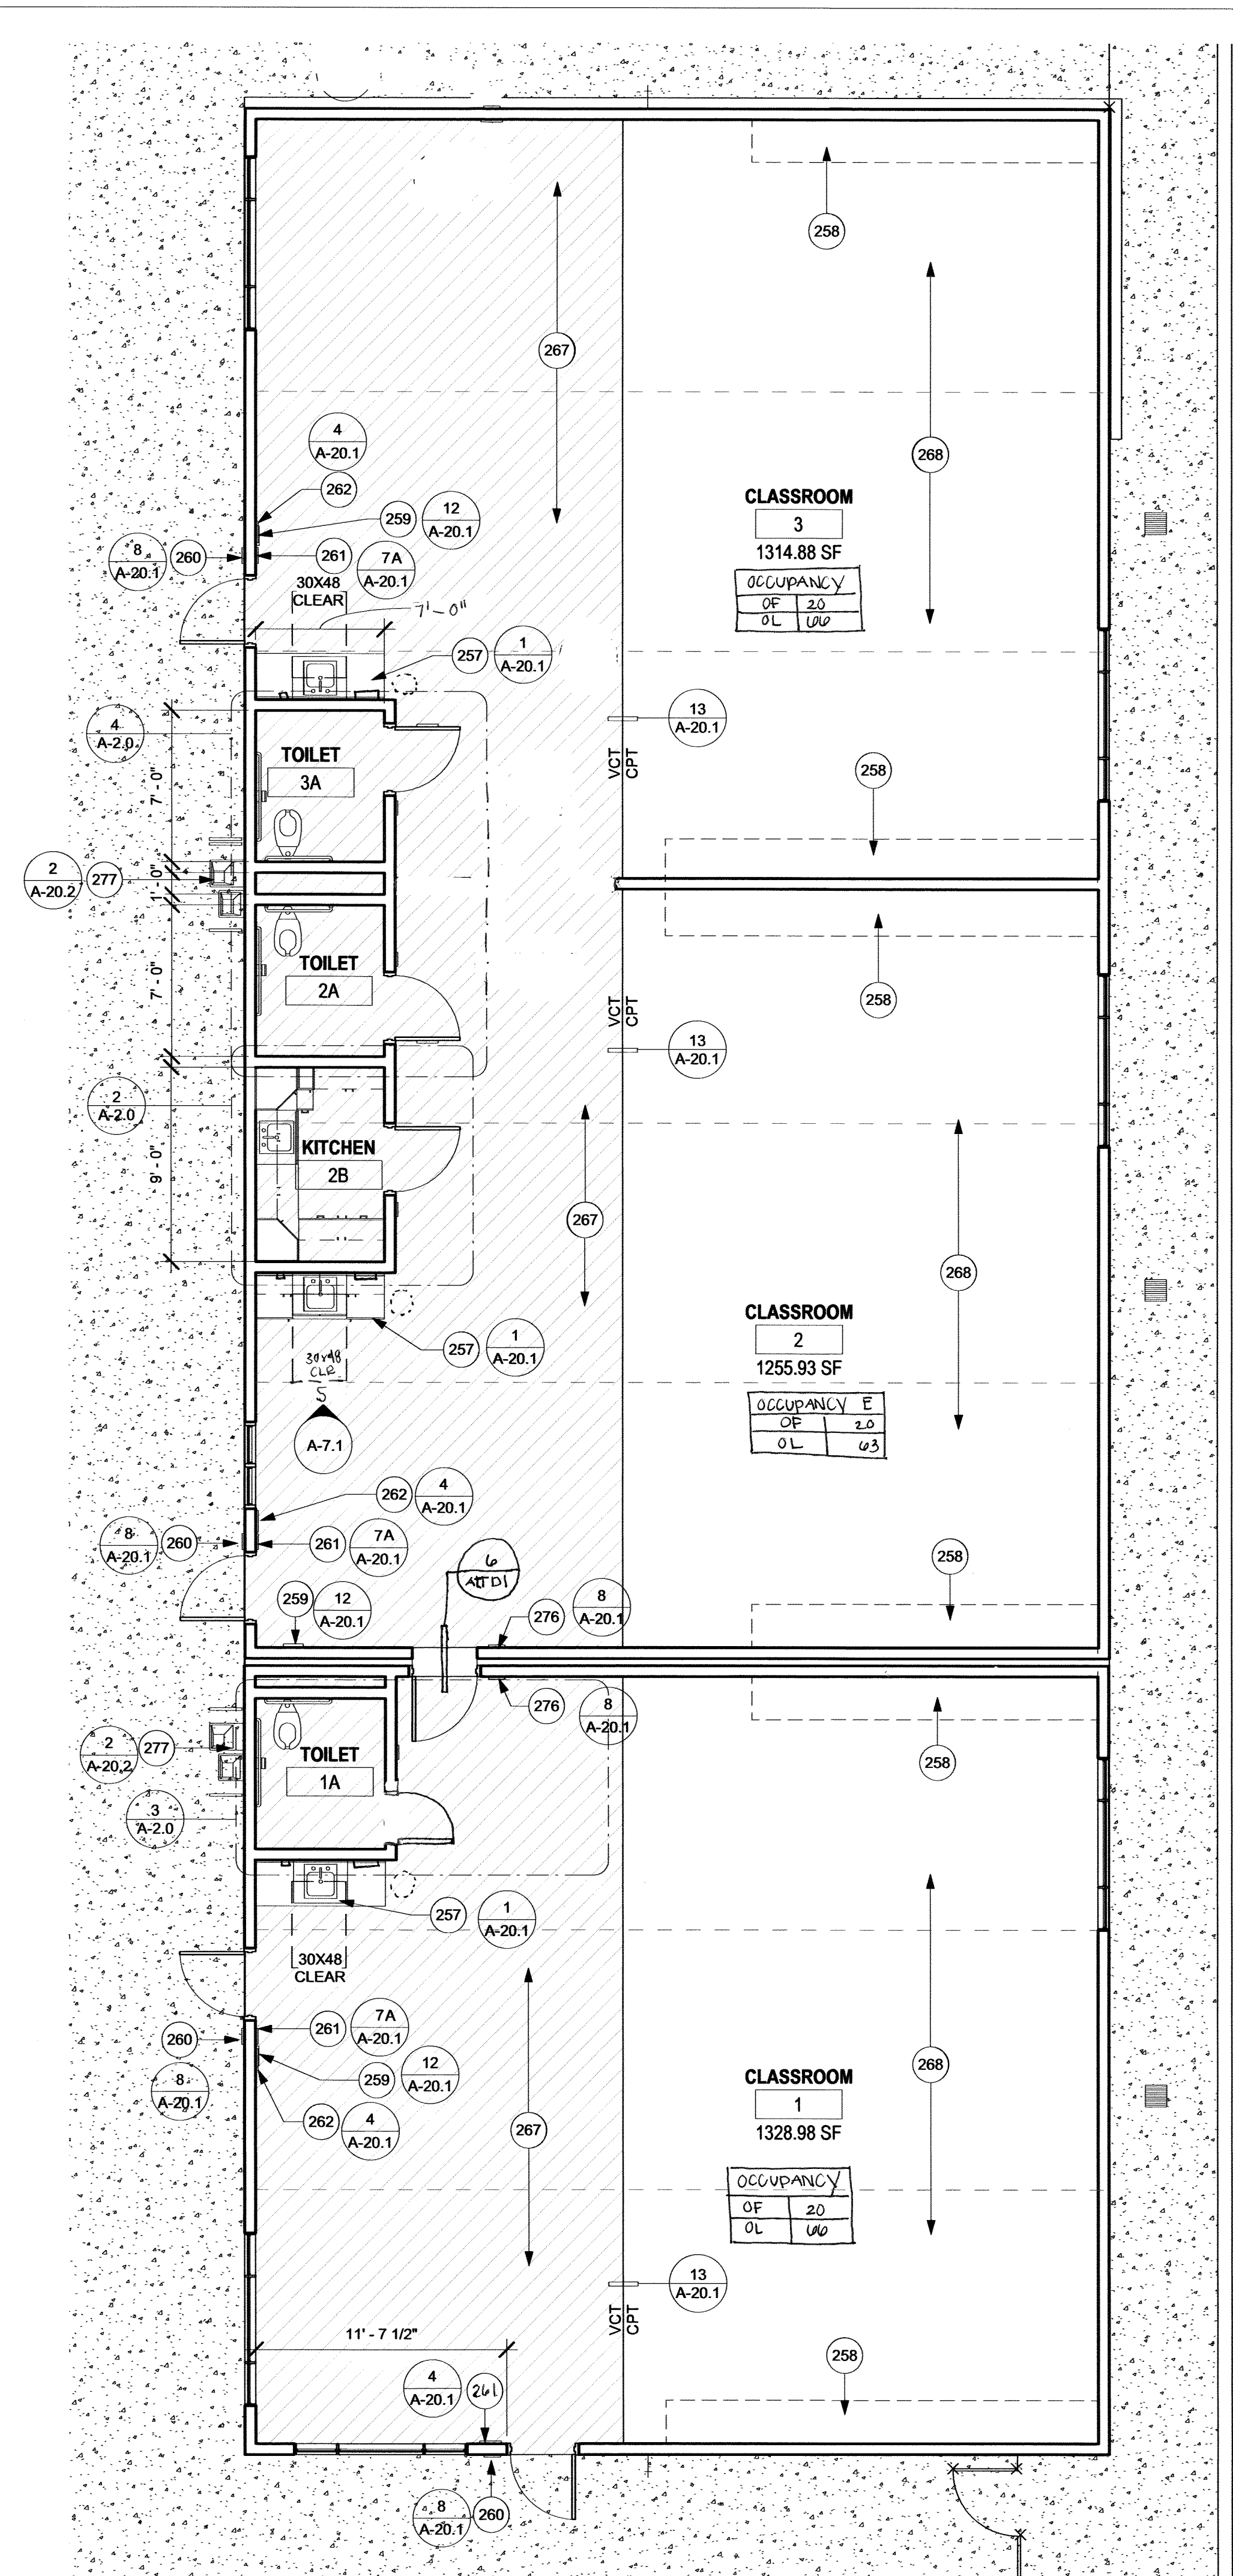 258
267
268
4
A-20.1
262
259
12
A-20.1
8
A-20.1
260
261
7A
A-20.1
30X48
CLEAR
7'-0"
CLASSROOM
3
1314.88 SF
OCCUPANCY
OF 20
OL 66
257
1
A-20.1
4
A-2.0
7' - 0"
TOILET
3A
13
A-20.1
VCT
CPT
258
2
A-20.2
277
1' - 0"
7' - 0"
TOILET
2A
258
VCT
CPT
13
A-20.1
2
A-2.0
9' - 0"
KITCHEN
2B
267
268
257
1
A-20.1
30x48
CLR
5
A-7.1
CLASSROOM
2
1255.93 SF
OCCUPANCY E
OF 20
OL 63
262
4
A-20.1
8
A-20.1
260
261
7A
A-20.1
6
ATT D1
258
259
12
A-20.1
276
8
A-20.1
276
8
A-20.1
258
2
A-20.2
277
TOILET
1A
3
A-2.0
257
1
A-20.1
30X48
CLEAR
260
8
A-20.1
261
7A
A-20.1
259
12
A-20.1
262
4
A-20.1
267
268
CLASSROOM
1
1328.98 SF
OCCUPANCY
OF 20
OL 66
13
A-20.1
VCT
CPT
11' - 7 1/2"
258
4
A-20.1
261
8
A-20.1
260